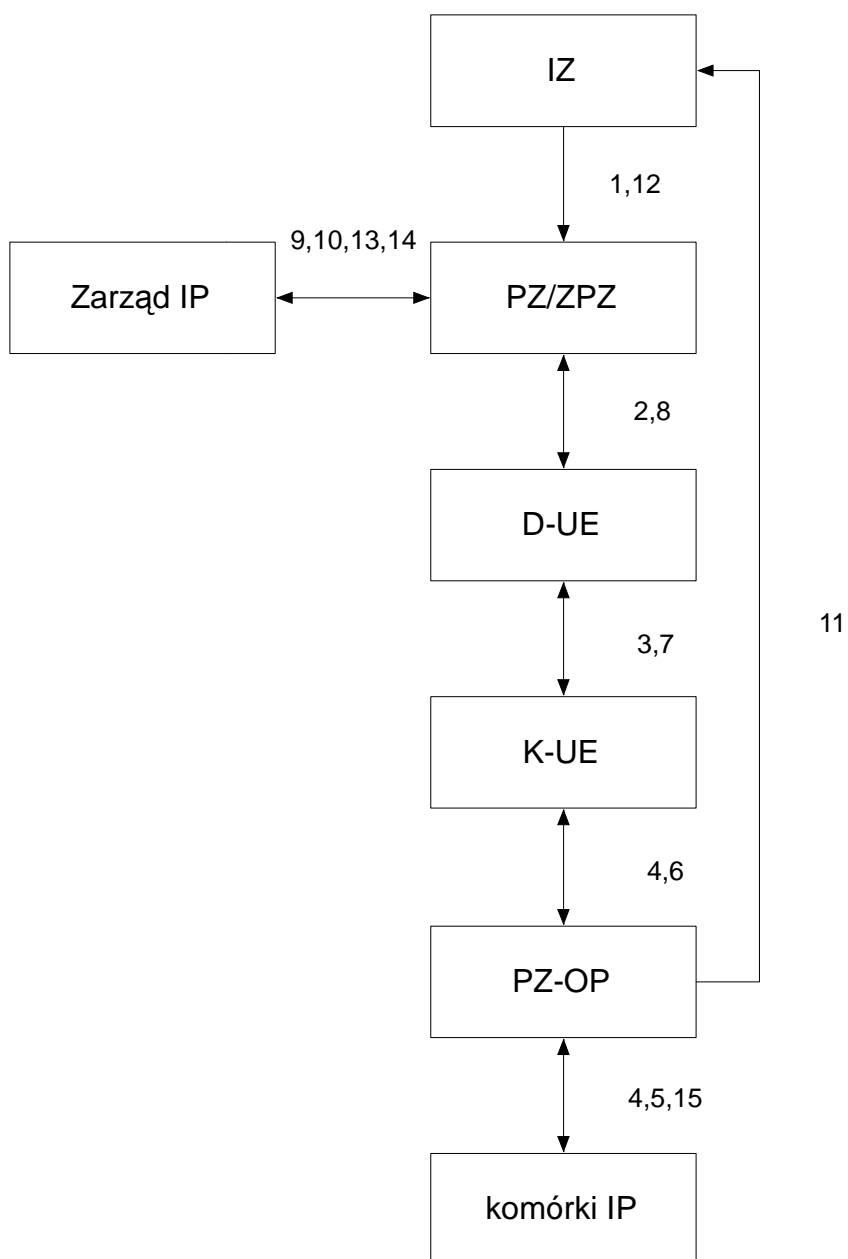 IZ
1,12
9,10,13,14
Zarząd IP
PZ/ZPZ
2,8
D-UE
11
3,7
K-UE
4,6
PZ-OP
4,5,15
komórki IP